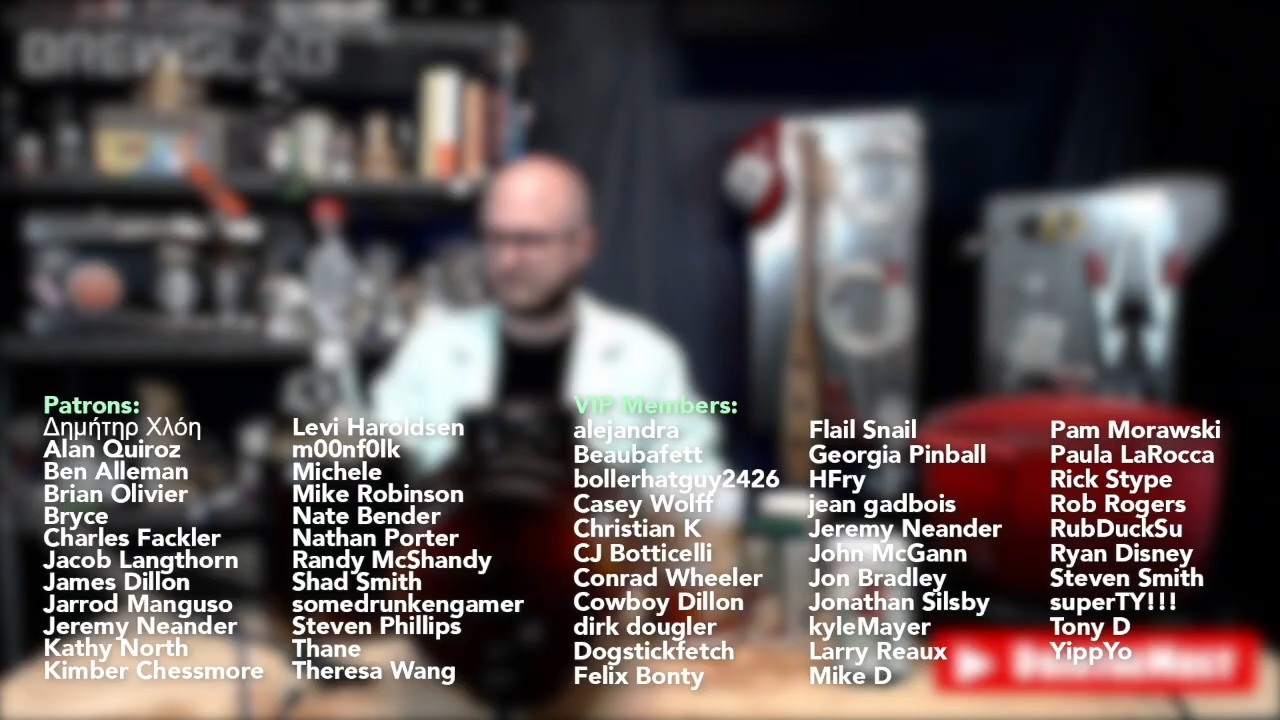 Patrons:
Δημήτηρ Χλόη
Alan Quiroz
Ben Alleman
Brian Olivier
Bryce
Charles Fackler
Jacob Langthorn
James Dillon
Jarrod Manguso
Jeremy Neander
Kathy North
Kimber Chessmore
Levi Haroldsen
m00nf0lk
Michele
Mike Robinson
Nate Bender
Nathan Porter
Randy McShandy
Shad Smith
somedrunkengamer
Steven Phillips
Thane
Theresa Wang
VIP Members:
alejandra
Beaubafett
bollerhatguy2426
Casey Wolff
Christian K
CJ Botticelli
Conrad Wheeler
Cowboy Dillon
dirk dougler
Dogstickfetch
Felix Bonty
Flail Snail
Georgia Pinball
HFry
jean gadbois
Jeremy Neander
John McGann
Jon Bradley
Jonathan Silsby
kyleMayer
Larry Reaux
Mike D
Pam Morawski
Paula LaRocca
Rick Stype
Rob Rogers
RubDuckSu
Ryan Disney
Steven Smith
superTY!!!
Tony D
YippYo